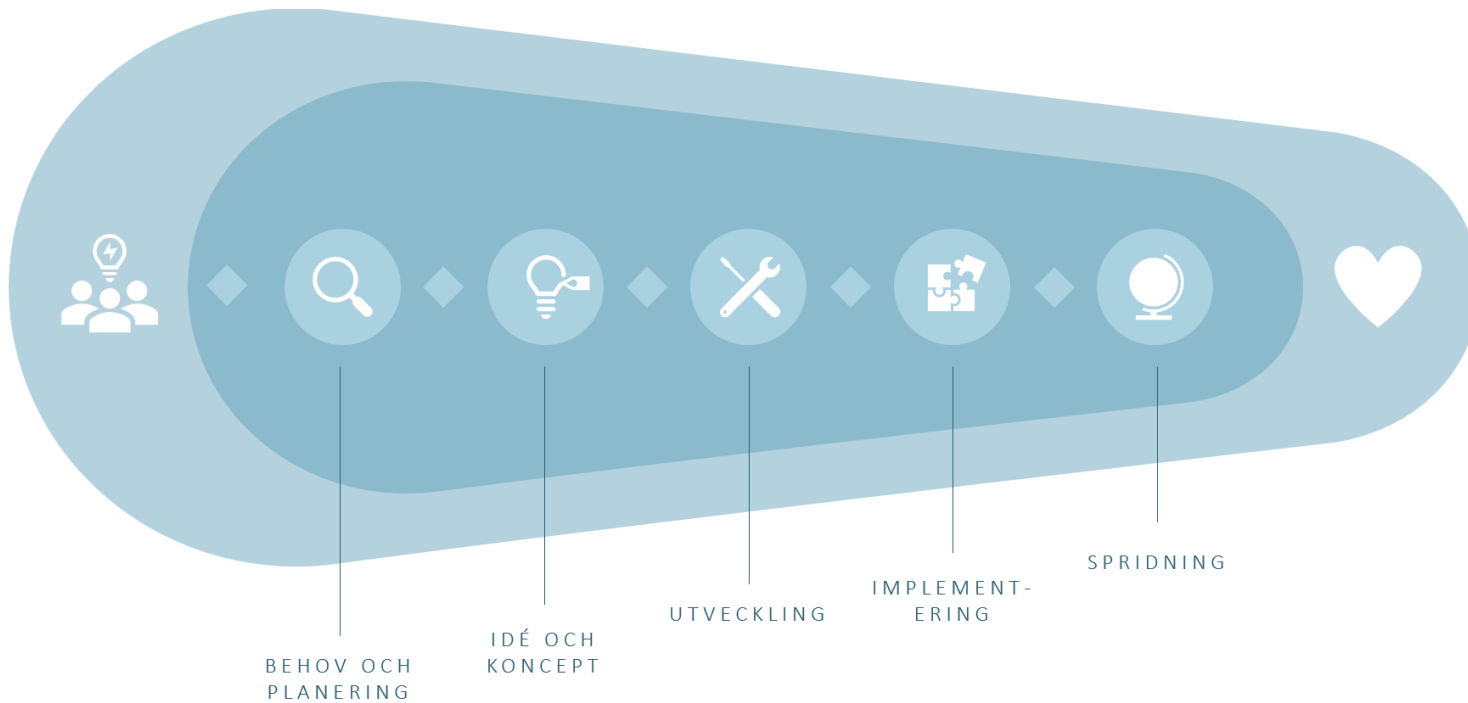 BEHOV OCH
PLANERING
IDÉ OCH
KONCEPT
UTVECKLING
IMPLEMENT-
ERING
SPRIDNING